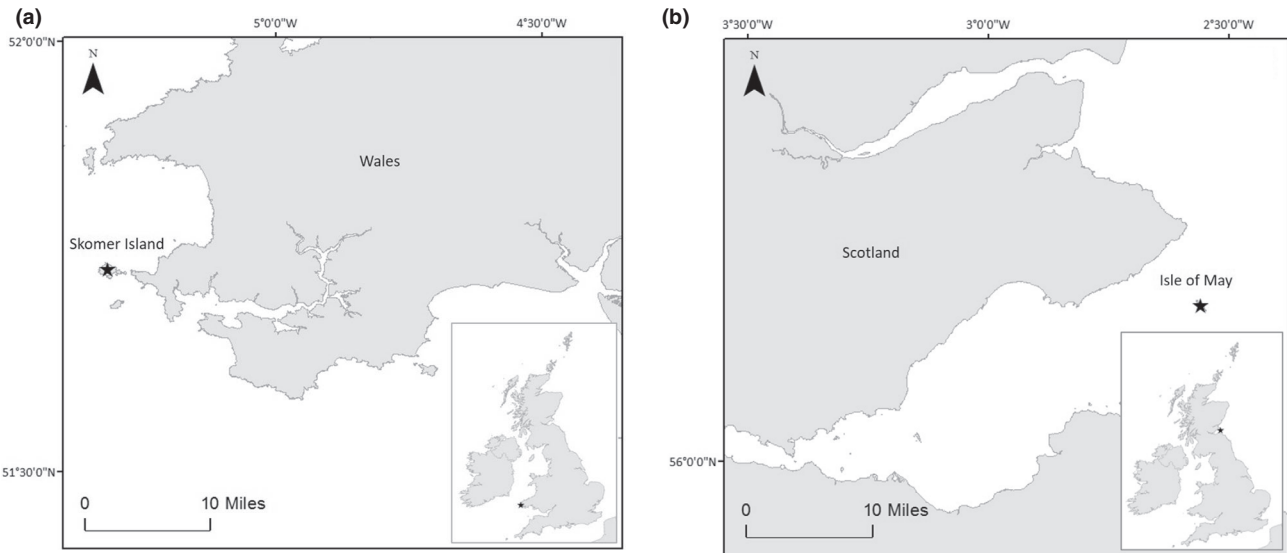 (a)
5°0'0"W
4°30'0"W
52°0'0"N
N
Wales
Skomer Island
51°30'0"N
0
10 Miles
(b)
3°30'0"W
3°0'0"W
2°30'0"W
N
Scotland
Isle of May
56°0'0"N
0
10 Miles